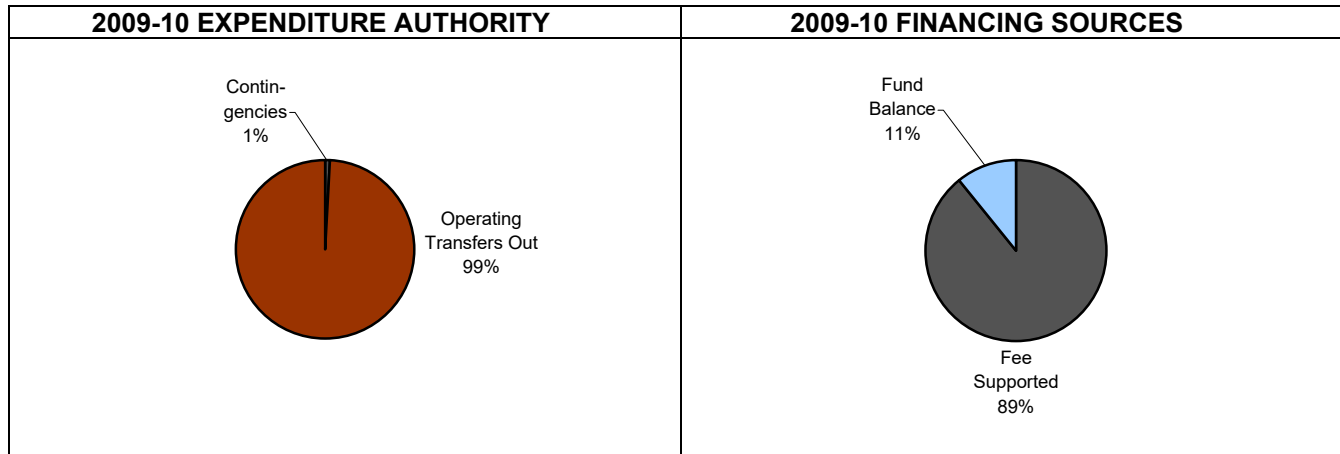 2009-10 EXPENDITURE AUTHORITY
2009-10 FINANCING SOURCES
Contin-
gencies
1%
Operating
Transfers Out
99%
Fund
Balance
11%
Fee
Supported
89%